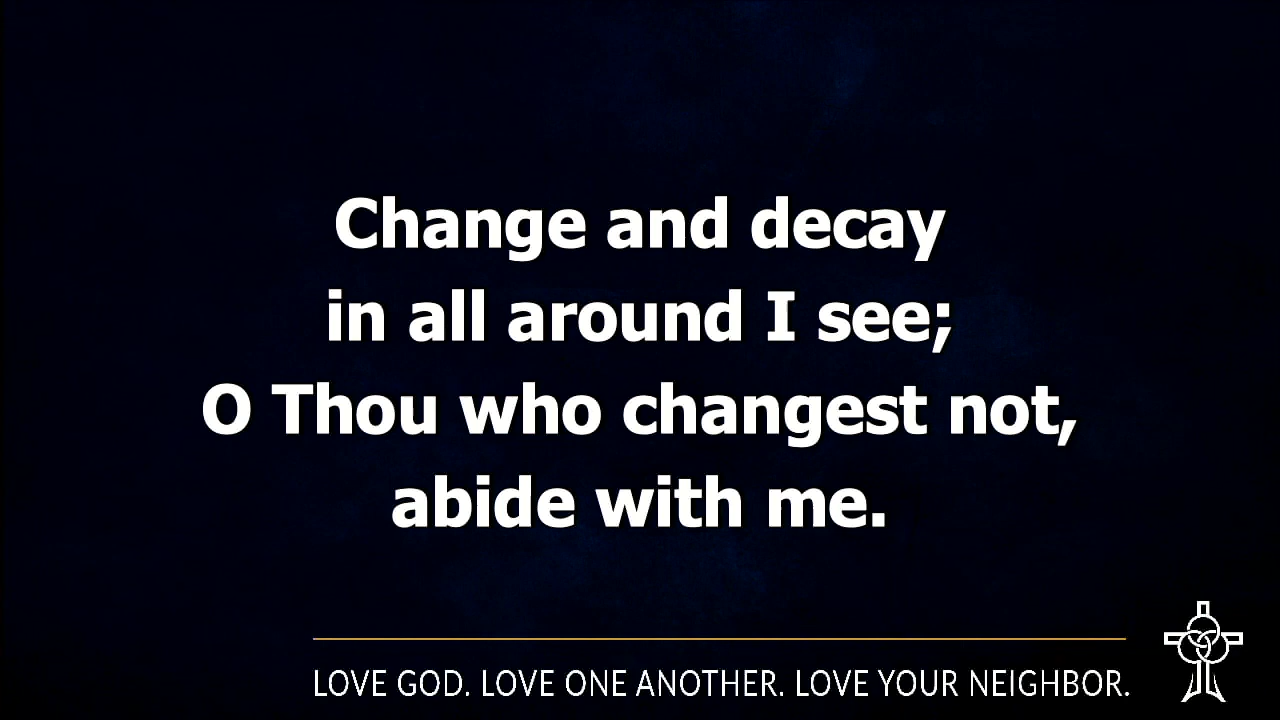 Change and decay
in all around I see;
O Thou who changest not,
abide with me.
LOVE GOD. LOVE ONE ANOTHER. LOVE YOUR NEIGHBOR.